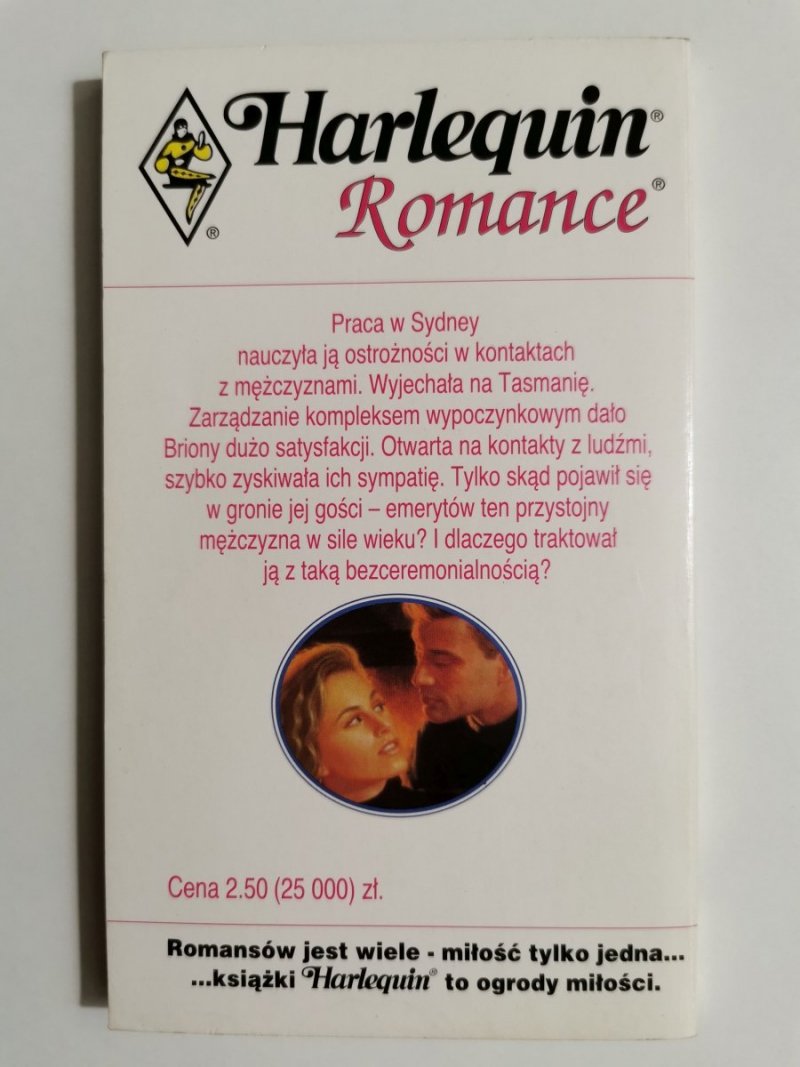 Harlequin®
Romance®
®
Praca w Sydney
nauczyła ją ostrożności w kontaktach
z mężczyznami. Wyjechała na Tasmanię.
Zarządzanie kompleksem wypoczynkowym dało
Briony dużo satysfakcji. Otwarta na kontakty z ludźmi,
szybko zyskiwała ich sympatię. Tylko skąd pojawił się
w gronie jej gości – emerytów ten przystojny
mężczyzna w sile wieku? I dlaczego traktował
ją z taką bezceremonialnością?
Cena 2.50 (25 000) zł.
Romansów jest wiele - miłość tylko jedna...
...książki Harlequin® to ogrody miłości.